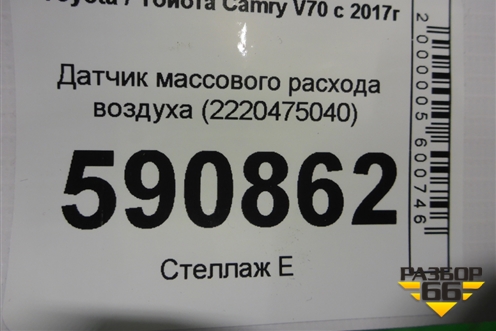 Toyota / Тойота Camry V70 с 2017г
Датчик массового расхода
воздуха (2220475040)
590862
Стеллаж Е
2000005600746
РАЗБОР
66